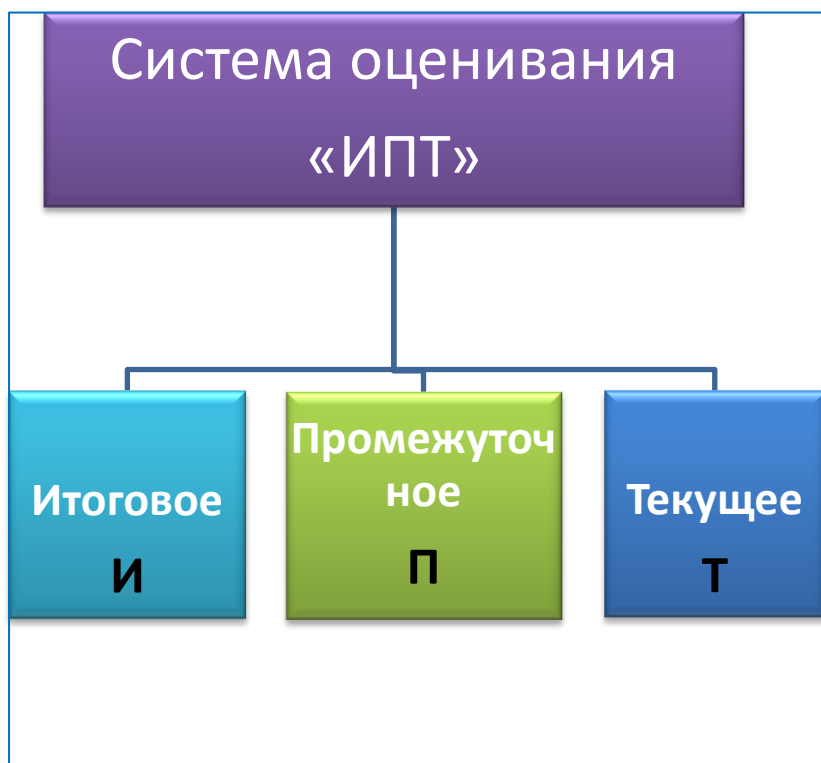 Система оценивания
«ИПТ»
Итоговое
И
Промежуточ
ное
П
Текущее
Т